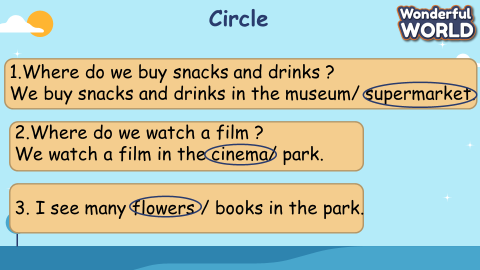 Circle
Wonderful
WORLD
1.Where do we buy snacks and drinks ?
We buy snacks and drinks in the museum/ supermarket.
2.Where do we watch a film ?
We watch a film in the cinema/ park.
3. I see many flowers / books in the park.